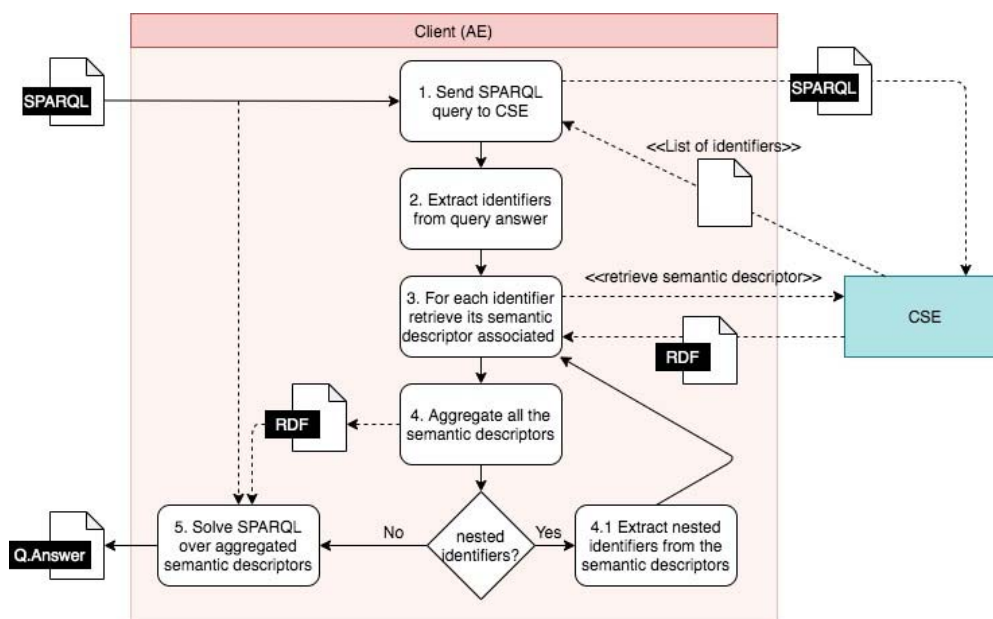 Client (AE)
SPARQL
1. Send SPARQL
query to CSE
SPARQL
<<List of identifiers>>
2. Extract identifiers
from query answer
<<retrieve semantic descriptor>>
3. For each identifier
retrieve its semantic
descriptor associated
CSE
RDF
4. Aggregate all the
semantic descriptors
RDF
5. Solve SPARQL
over aggregated
semantic descriptors
No
nested
identifiers?
Yes
4.1 Extract nested
identifiers from the
semantic descriptors
Q.Answer